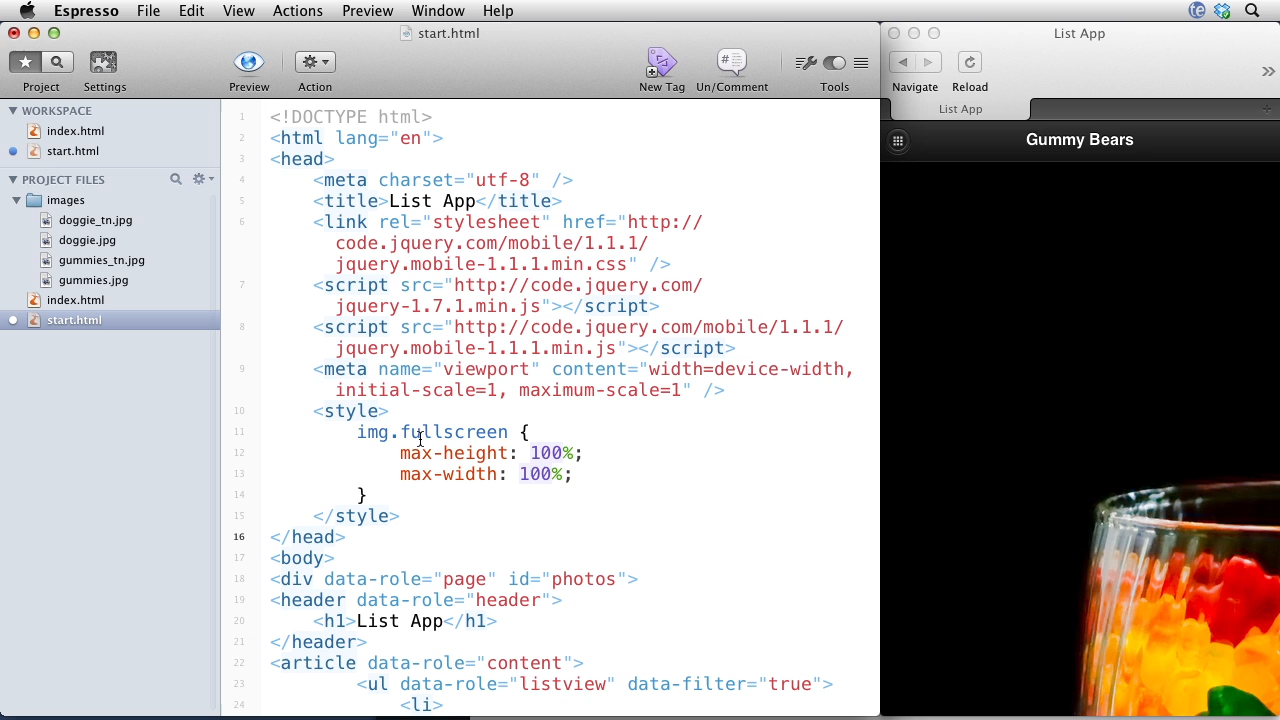 Espresso File Edit View Actions Preview Window Help
start.html
Project Settings Preview Action New Tag Un/Comment Tools
WORKSPACE
index.html
start.html
PROJECT FILES
images
doggie_tn.jpg
doggie.jpg
gummies_tn.jpg
gummies.jpg
index.html
start.html
1 <!DOCTYPE html>
2 <html lang="en">
3 <head>
4 <meta charset="utf-8" />
5 <title>List App</title>
6 <link rel="stylesheet" href="http://
code.jquery.com/mobile/1.1.1/
jquery.mobile-1.1.1.min.css" />
7 <script src="http://code.jquery.com/
jquery-1.7.1.min.js"></script>
8 <script src="http://code.jquery.com/mobile/1.1.1/
jquery.mobile-1.1.1.min.js"></script>
9 <meta name="viewport" content="width=device-width,
initial-scale=1, maximum-scale=1" />
10 <style>
11 img.fullscreen {
12 max-height: 100%;
13 max-width: 100%;
14 }
15 </style>
16 </head>
17 <body>
18 <div data-role="page" id="photos">
19 <header data-role="header">
20 <h1>List App</h1>
21 </header>
22 <article data-role="content">
23 <ul data-role="listview" data-filter="true">
24 <li>
List App
Navigate Reload
List App
Gummy Bears